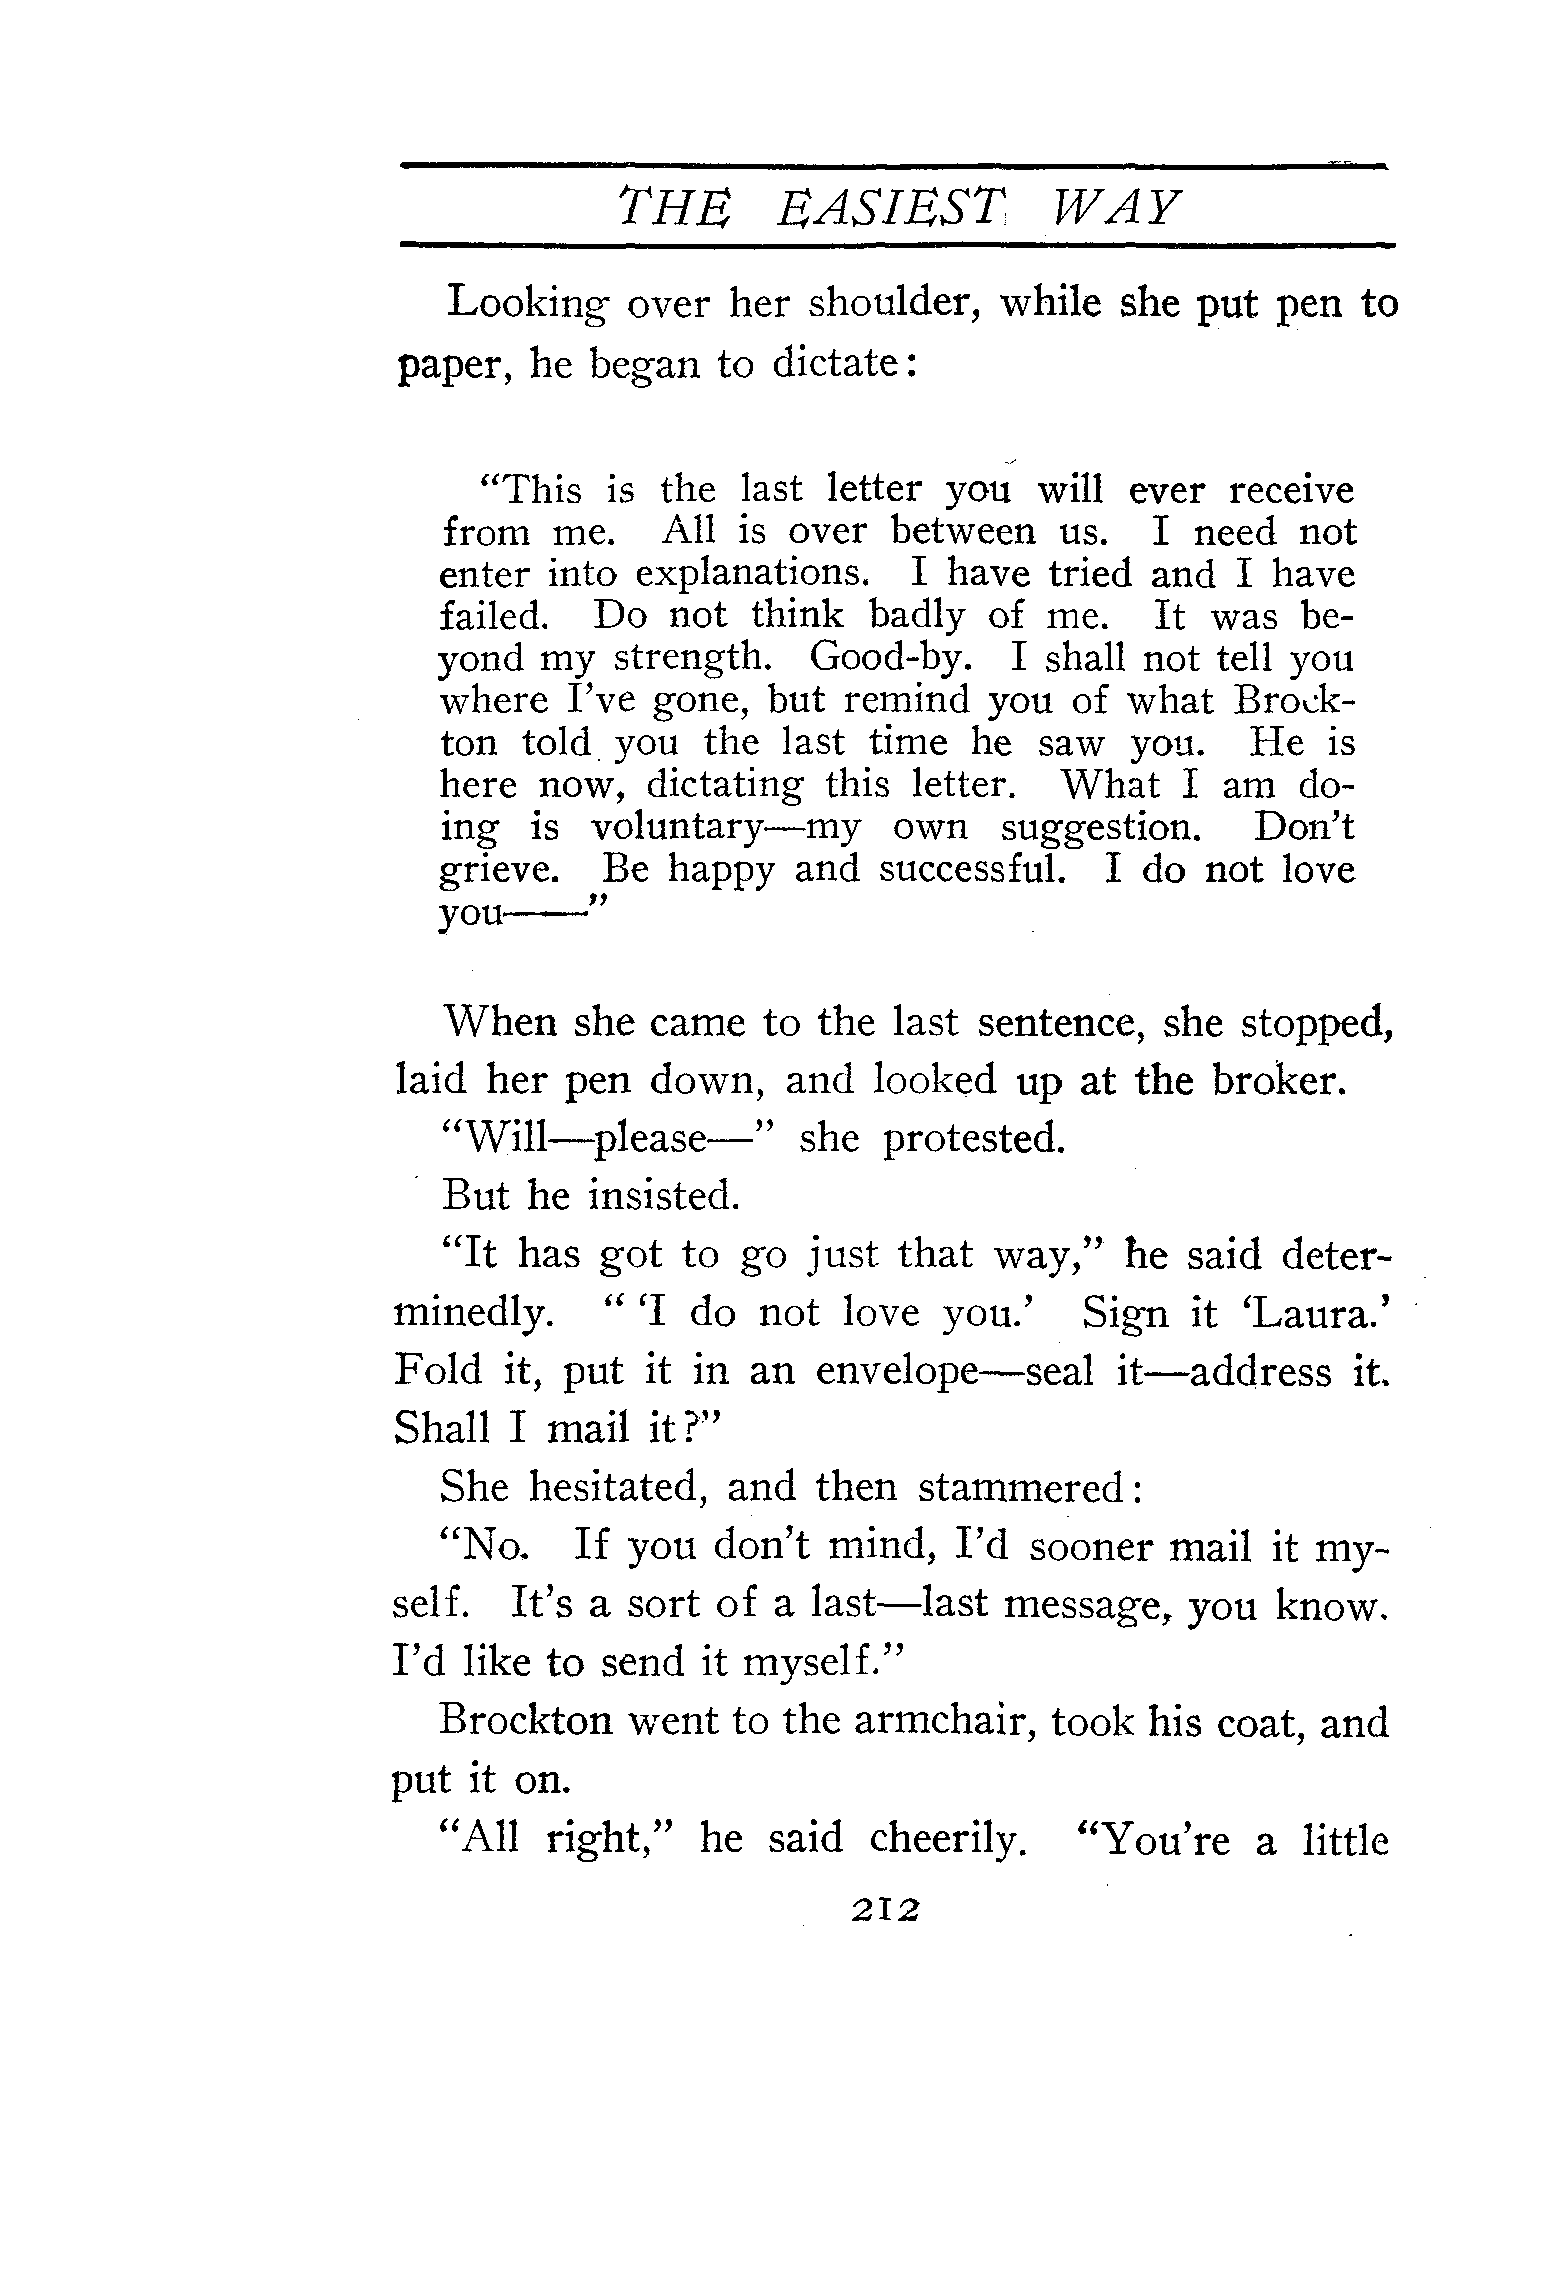 THE EASIEST WAY
Looking over her shoulder, while she put pen to
paper, he began to dictate:
“This is the last letter you will ever receive
from me. All is over between us. I need not
enter into explanations. I have tried and I have
failed. Do not think badly of me. It was be-
yond my strength. Good-by. I shall not tell you
where I’ve gone, but remind you of what Brock-
ton told you the last time he saw you. He is
here now, dictating this letter. What I am do-
ing is voluntary—my own suggestion. Don’t
grieve. Be happy and successful. I do not love
you——”
When she came to the last sentence, she stopped,
laid her pen down, and looked up at the broker.
“Will—please—” she protested.
But he insisted.
“It has got to go just that way,” he said deter-
minedly. “ ‘I do not love you.’ Sign it ‘Laura.’
Fold it, put it in an envelope—seal it—address it.
Shall I mail it?”
She hesitated, and then stammered:
“No. If you don’t mind, I’d sooner mail it my-
self. It’s a sort of a last—last message, you know.
I’d like to send it myself.”
Brockton went to the armchair, took his coat, and
put it on.
“All right,” he said cheerily. “You’re a little
212